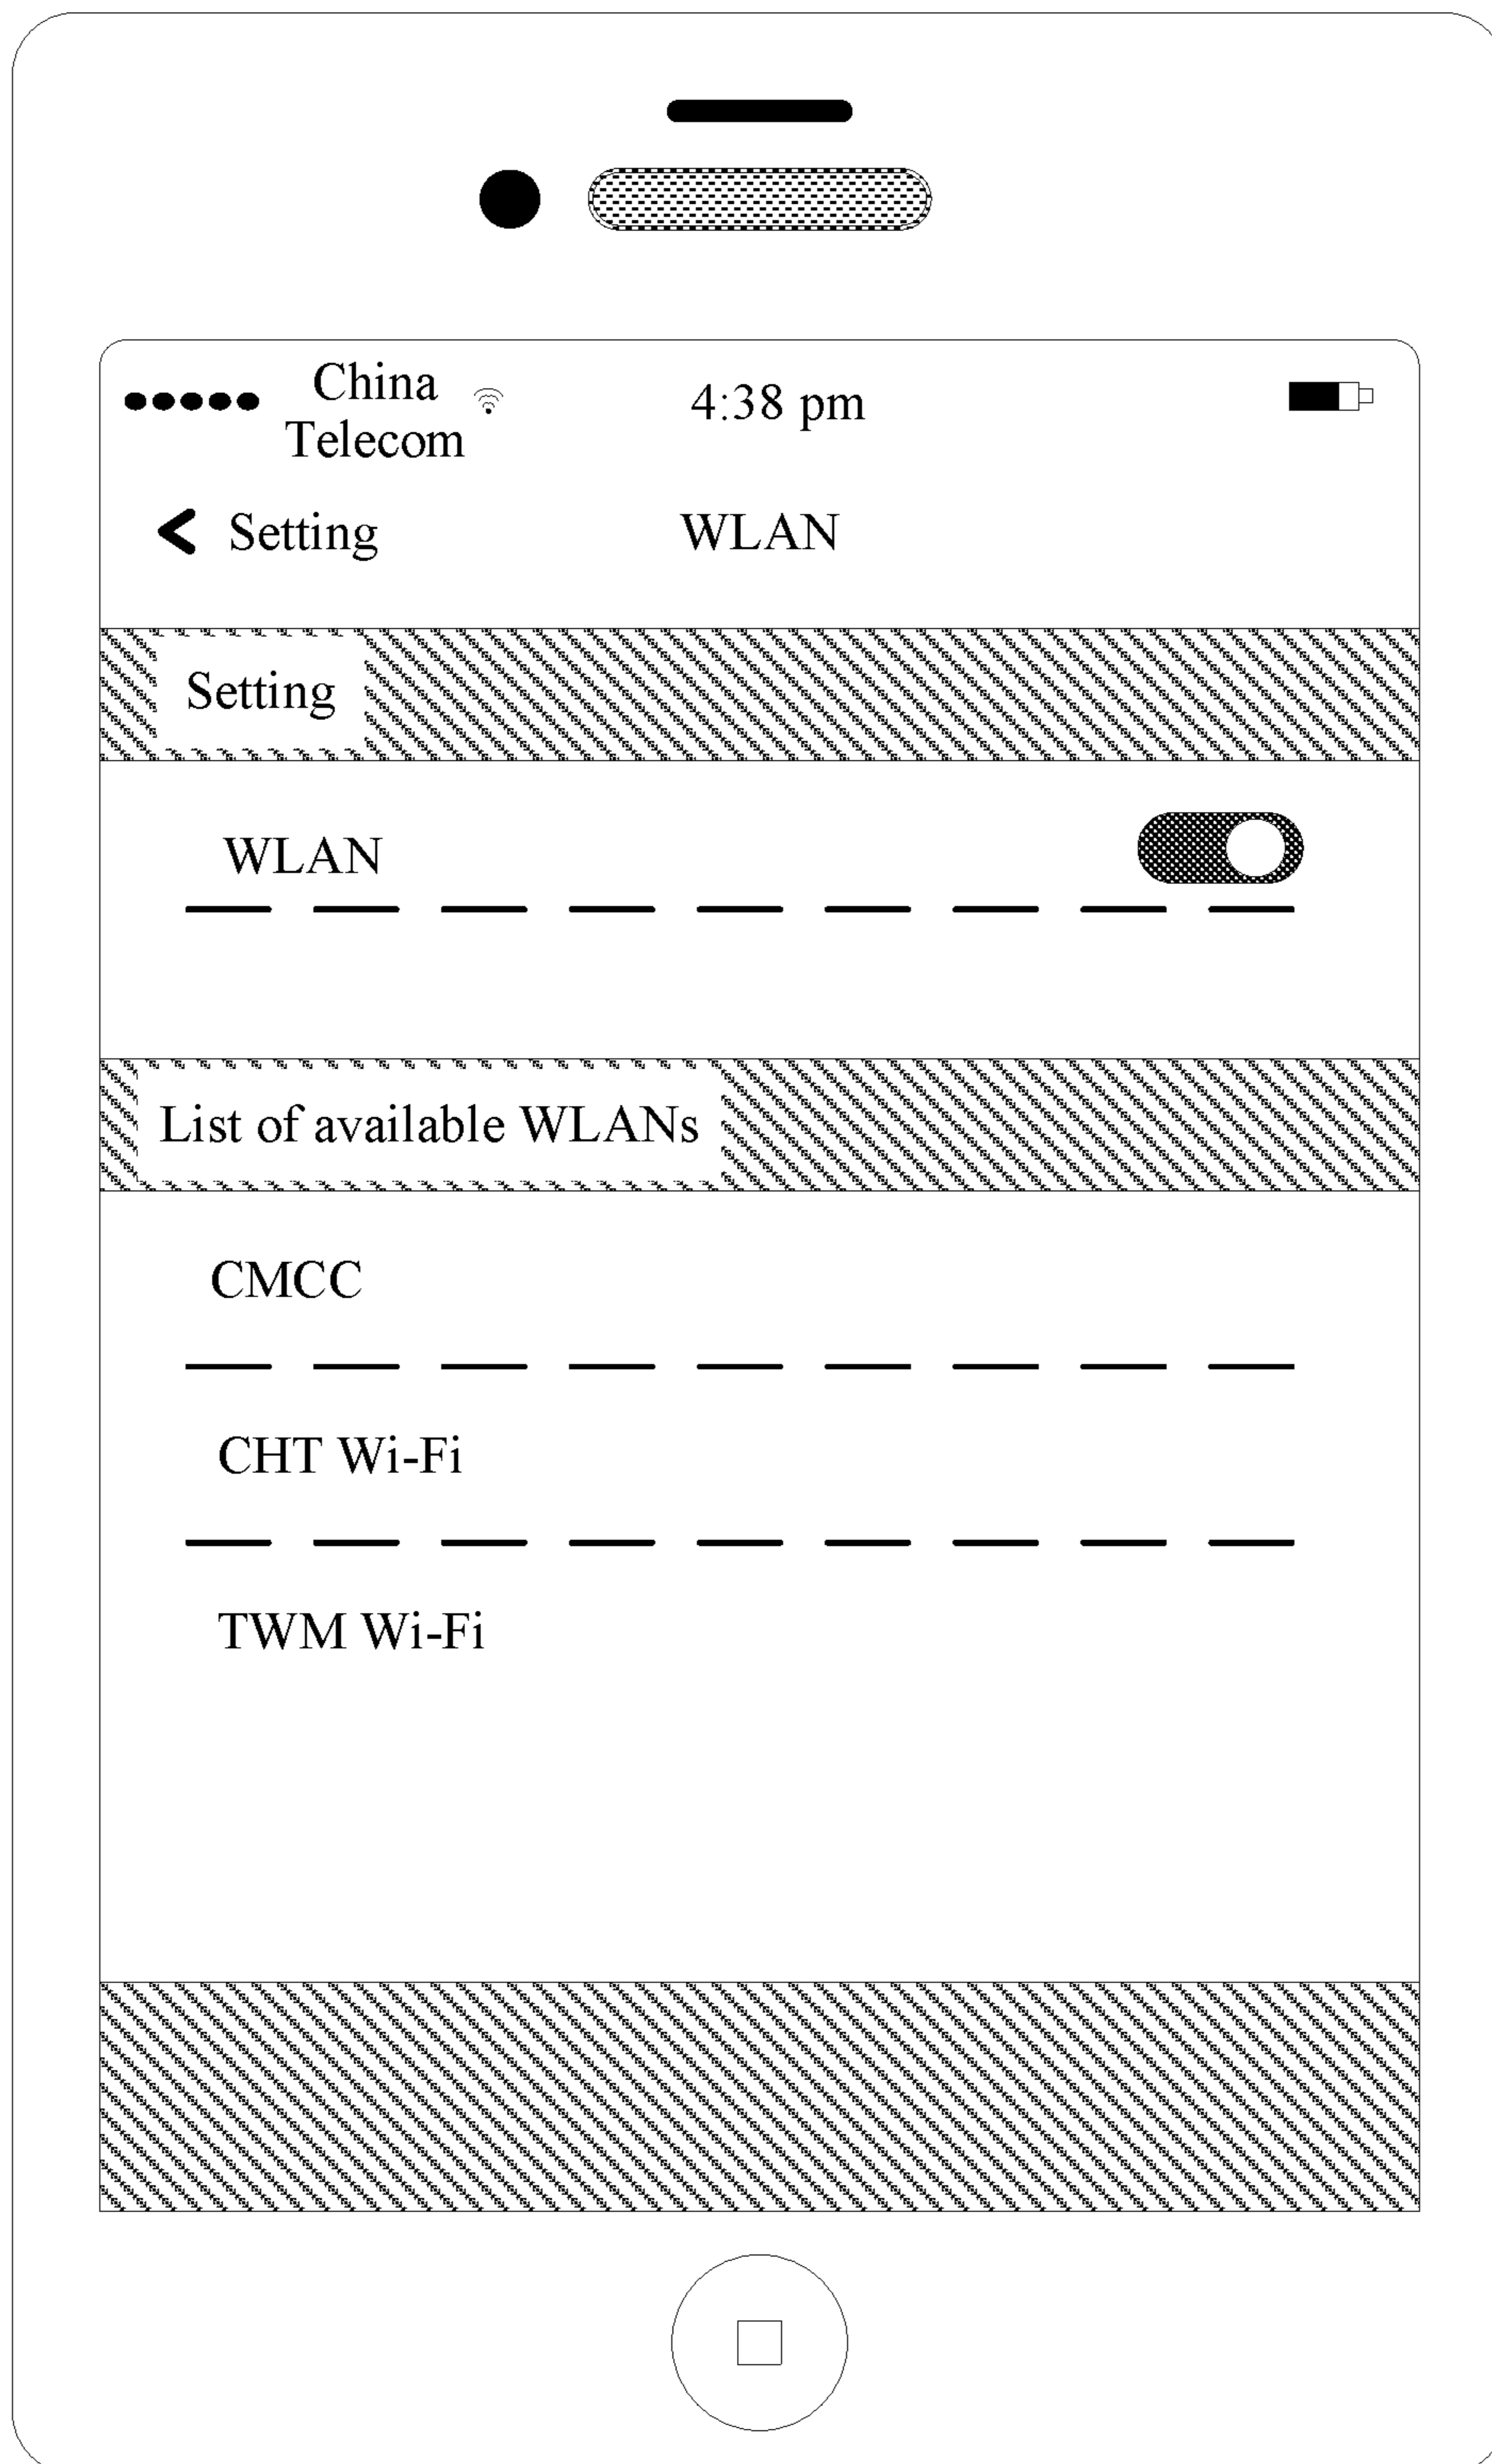 China
Telecom
4:38 pm
Setting
WLAN
Setting
WLAN
List of available WLANs
CMCC
CHT Wi-Fi
TWM Wi-Fi